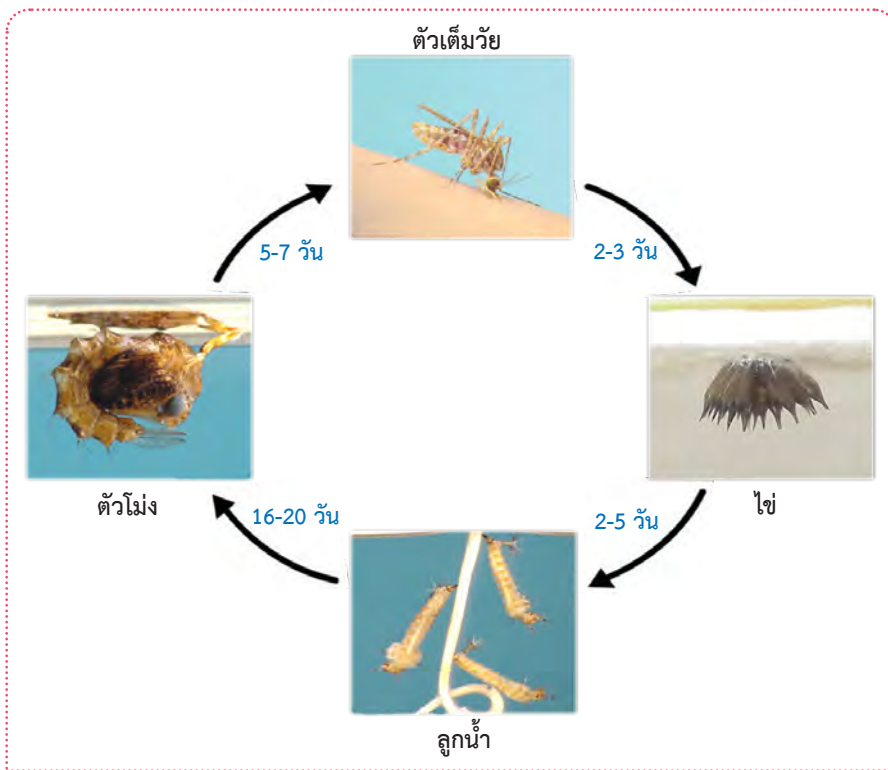 ตัวเต็มวัย
5-7 วัน
2-3 วัน
ตัวโม่ง
ไข่
16-20 วัน
2-5 วัน
ลูกน้ำ